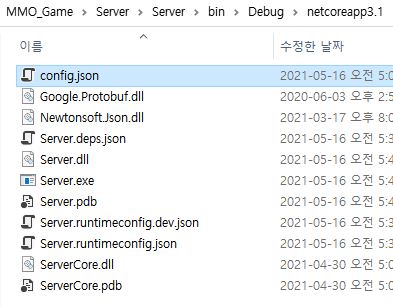 MMO_Game > Server > Server > bin > Debug > netcoreapp3.1
이름 수정한 날짜
config.json 2021-05-16 오전 5:0
Google.Protobuf.dll 2020-06-03 오후 2:5
Newtonsoft.Json.dll 2021-03-17 오후 8:0
Server.deps.json 2021-05-16 오전 5:4
Server.dll 2021-05-16 오전 5:4
Server.exe 2021-05-16 오전 5:4
Server.pdb 2021-05-16 오전 5:4
Server.runtimeconfig.dev.json 2021-05-16 오전 5:4
Server.runtimeconfig.json 2021-05-16 오전 5:4
ServerCore.dll 2021-04-30 오전 5:0
ServerCore.pdb 2021-04-30 오전 5:0